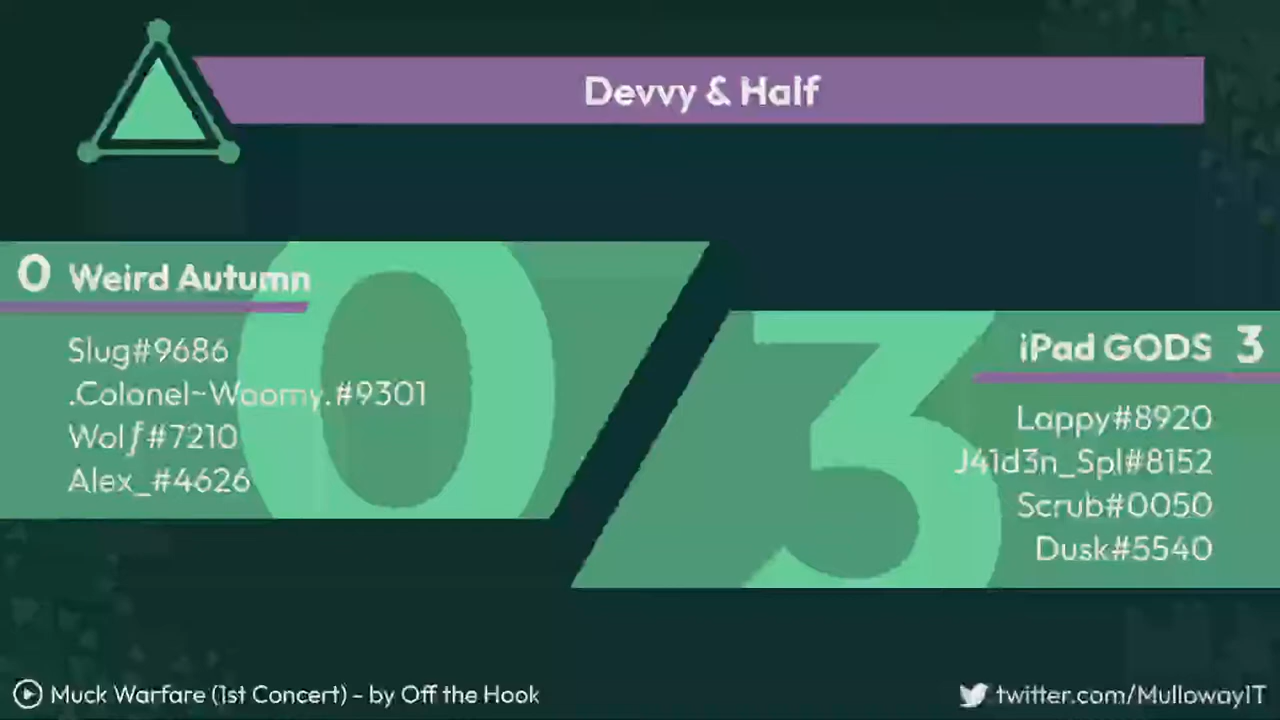 Devvy & Half
0 Weird Autumn
Slug#9686
.Colonel~Woomy.#9301
Wolƒ#7210
Alex_#4626
0
3
iPad GODS 3
Lappy#8920
J41d3n_Spl#8152
Scrub#0050
Dusk#5540
Muck Warfare (1st Concert) - by Off the Hook
twitter.com/MullowayIT